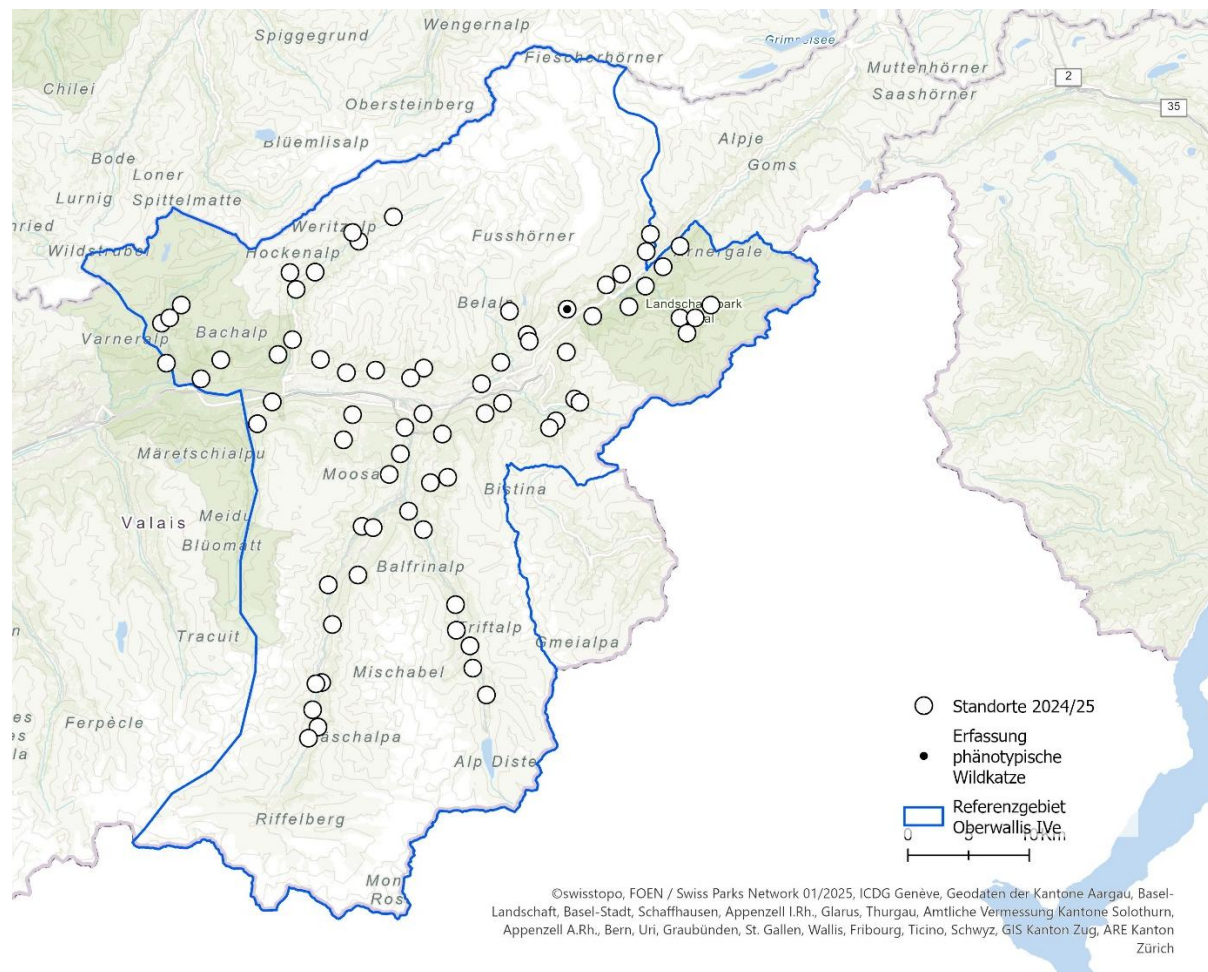 Spiggegrund
Wengernalp
Grimselsee
Fiescherhörner
Muttenhörner
2
Chilei
Saashörner
35
Obersteinberg
Blüemlisalp
Alpje
Goms
Bode
Loner
Lurnig
Spittelmatte
Weritzalp
Fusshörner
Wildstrubel
Hockenalp
Landschaf
park
Varneralp
Bachalp
Märetschialpu
Moosa
Bistina
Valais
Meidu
Blüomatt
Balfrinalp
Tracuit
Gmeialpa
Mischabel
Ferpècle
Alp Diste
Riffelberg
Standorte 2024/25
Erfassung
phänotypische
Wildkatze
Referenzgebiet
Oberwallis IVe
©swisstopo, FOEN / Swiss Parks Network 01/2025, ICDG Genève, Geodaten der Kantone Aargau, Basel-
Landschaft, Basel-Stadt, Schaffhausen, Appenzell I.Rh., Glarus, Thurgau, Amtliche Vermessung Kantone Solothurn,
Appenzell A.Rh., Bern, Uri, Graubünden, St. Gallen, Wallis, Fribourg, Ticino, Schwyz, GIS Kanton Zug, ARE Kanton
Zürich